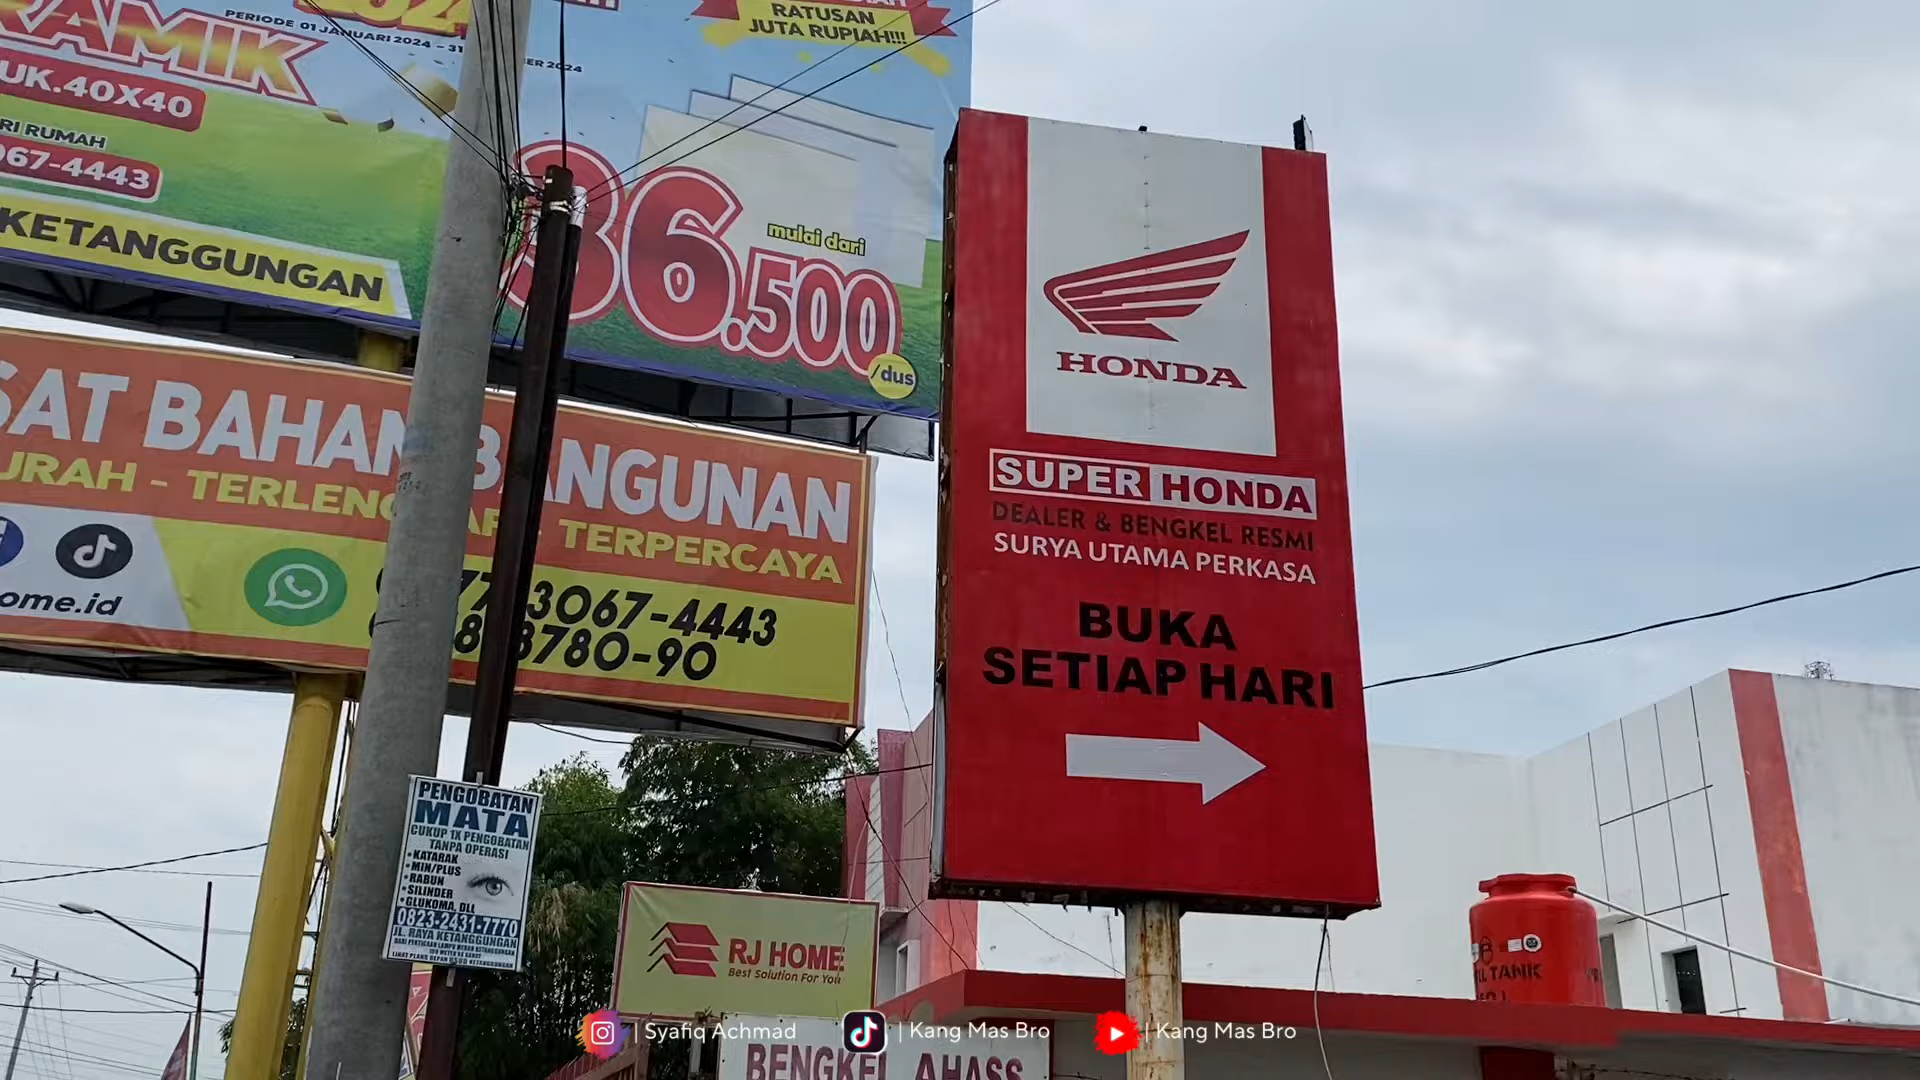 RAMIK
PERIODE 01 JANUARI 2024 - 31
UK.40X40
RI RUMAH
067-4443
KETANGGUNGAN
RATUSAN
JUTA RUPIAH!!!
mulai dari
36.500
/dus
SAT BAHAN BANGUNAN
URAH - TERLENGKAP - TERPERCAYA
ome.id
3067-4443
8780-90
HONDA
SUPER HONDA
DEALER & BENGKEL RESMI
SURYA UTAMA PERKASA
BUKA
SETIAP HARI
PENGOBATAN
MATA
CUKUP 1X PENGOBATAN
TANPA OPERASI
• KATARAK
• MIN/PLUS
• RABUN
• SILINDER
• GLUKOMA, DLL
0823-2431-7770
JL. RAYA KETANGGUNGAN
RJ HOME
Best Solution For You
TANK
BENGKEL AHASS
| Syafiq Achmad
| Kang Mas Bro
| Kang Mas Bro